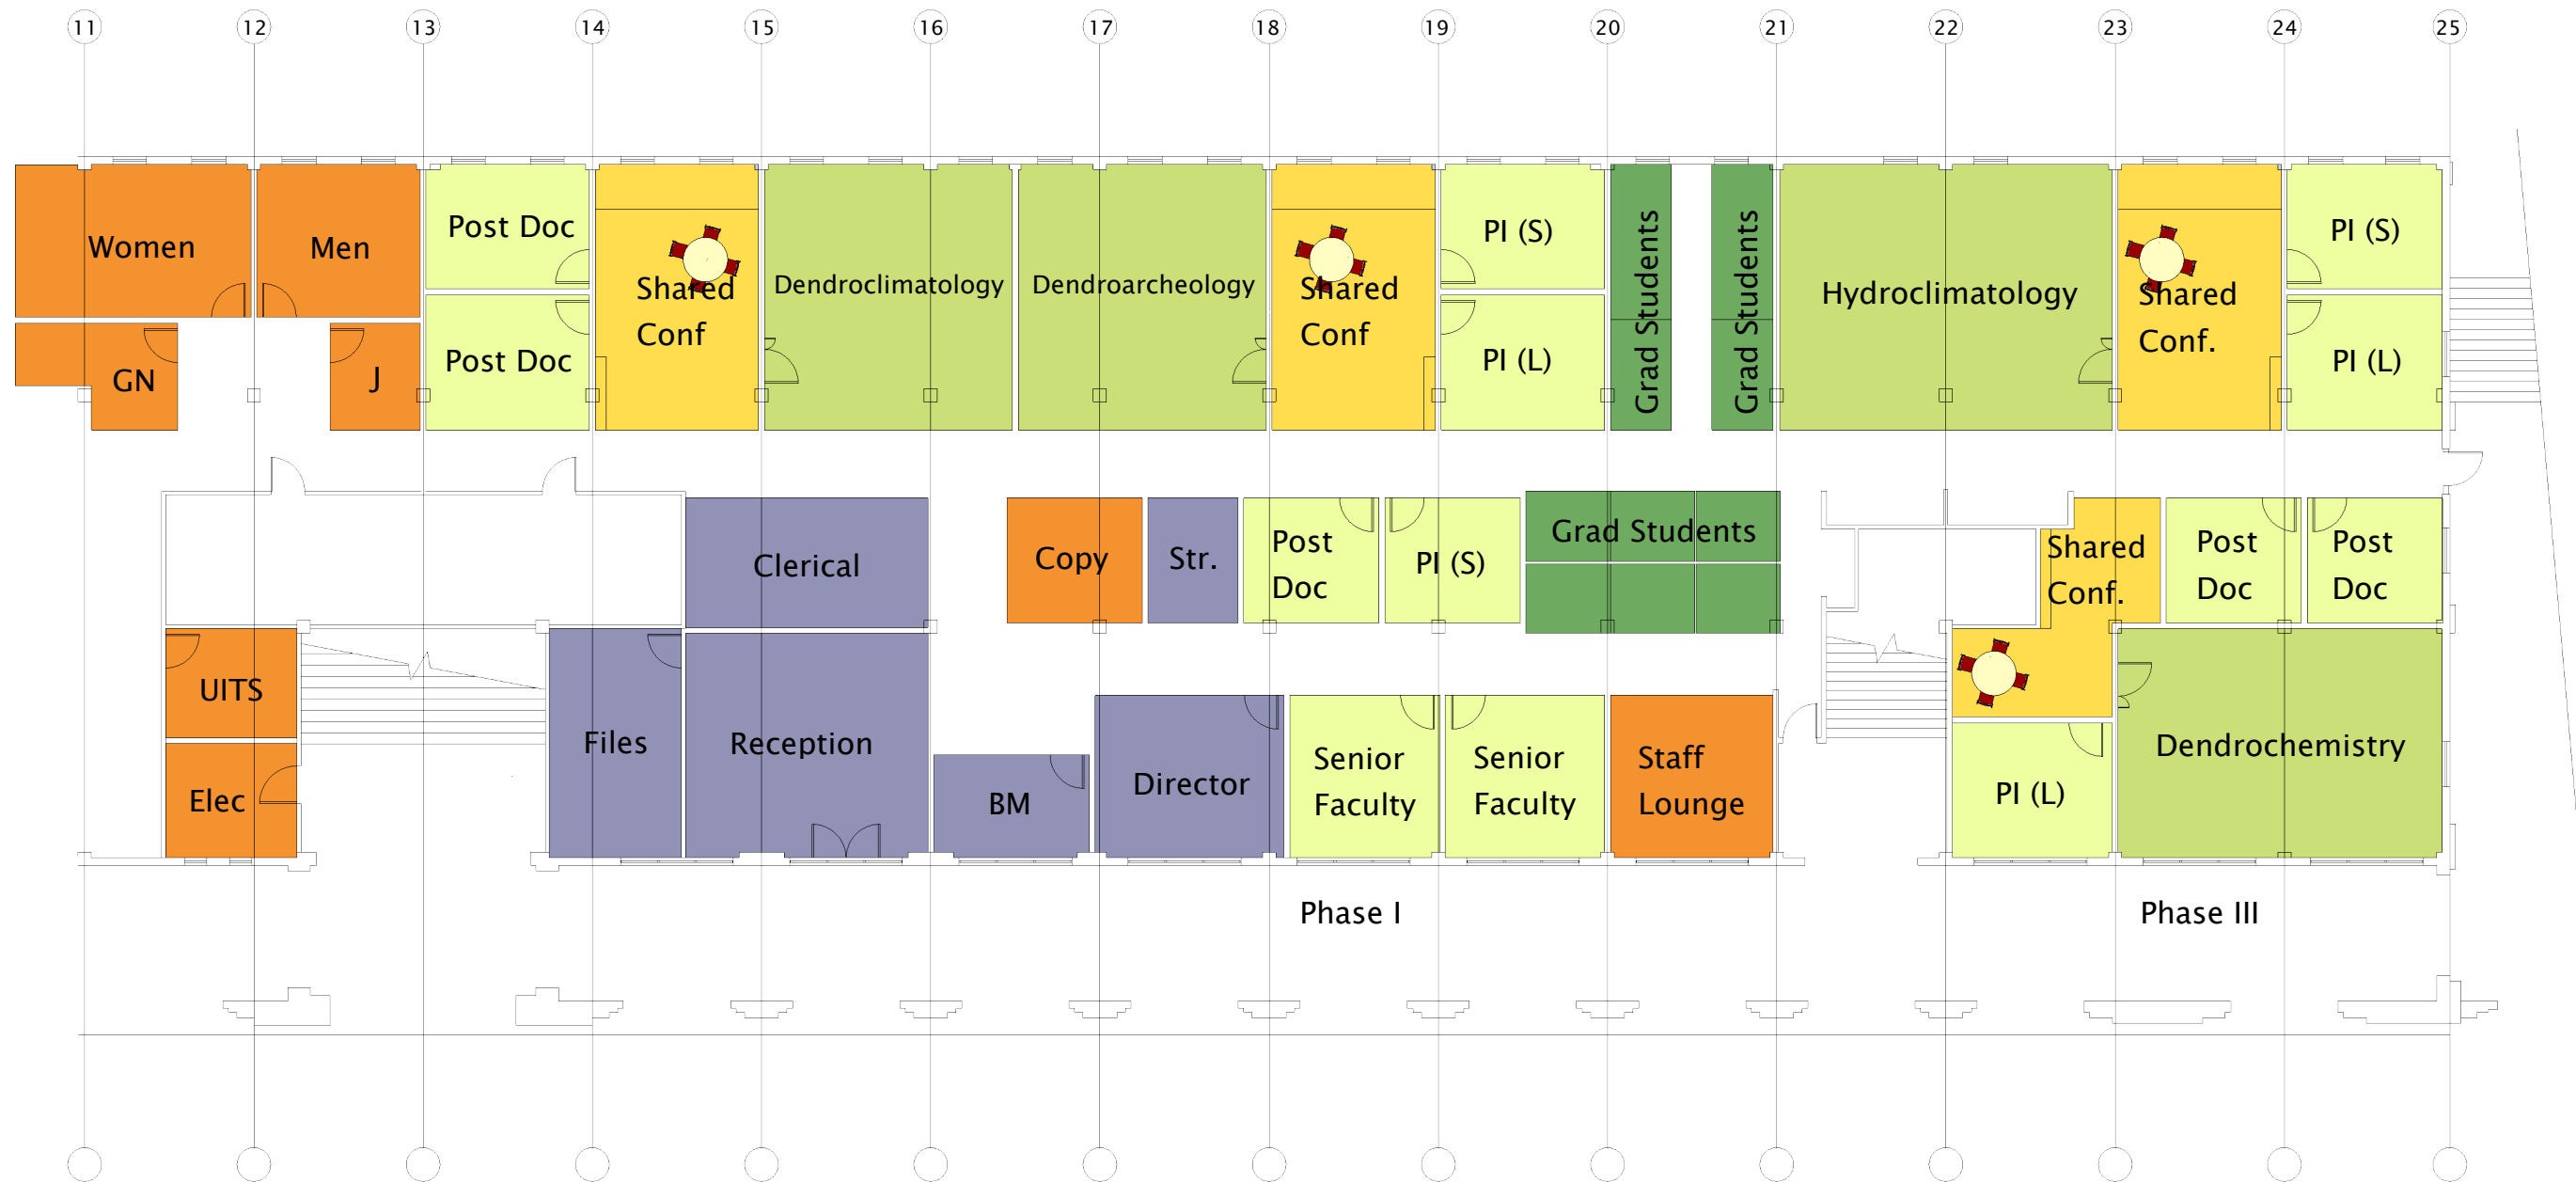 11 12 13 14 15 16 17 18 19 20 21 22 23 24 25
Women
Men
Post Doc
Post Doc
Shared
Conf
Dendroclimatology
Dendroarcheology
Shared
Conf
PI (S)
PI (L)
Grad Students
Grad Students
Hydroclimatology
Shared
Conf.
PI (S)
PI (L)
GN
J
Clerical
Copy
Str.
Post
Doc
PI (S)
Grad Students
Shared
Conf.
Post
Doc
Post
Doc
UITS
Elec
Files
Reception
BM
Director
Senior
Faculty
Senior
Faculty
Staff
Lounge
PI (L)
Dendrochemistry
Phase I
Phase III